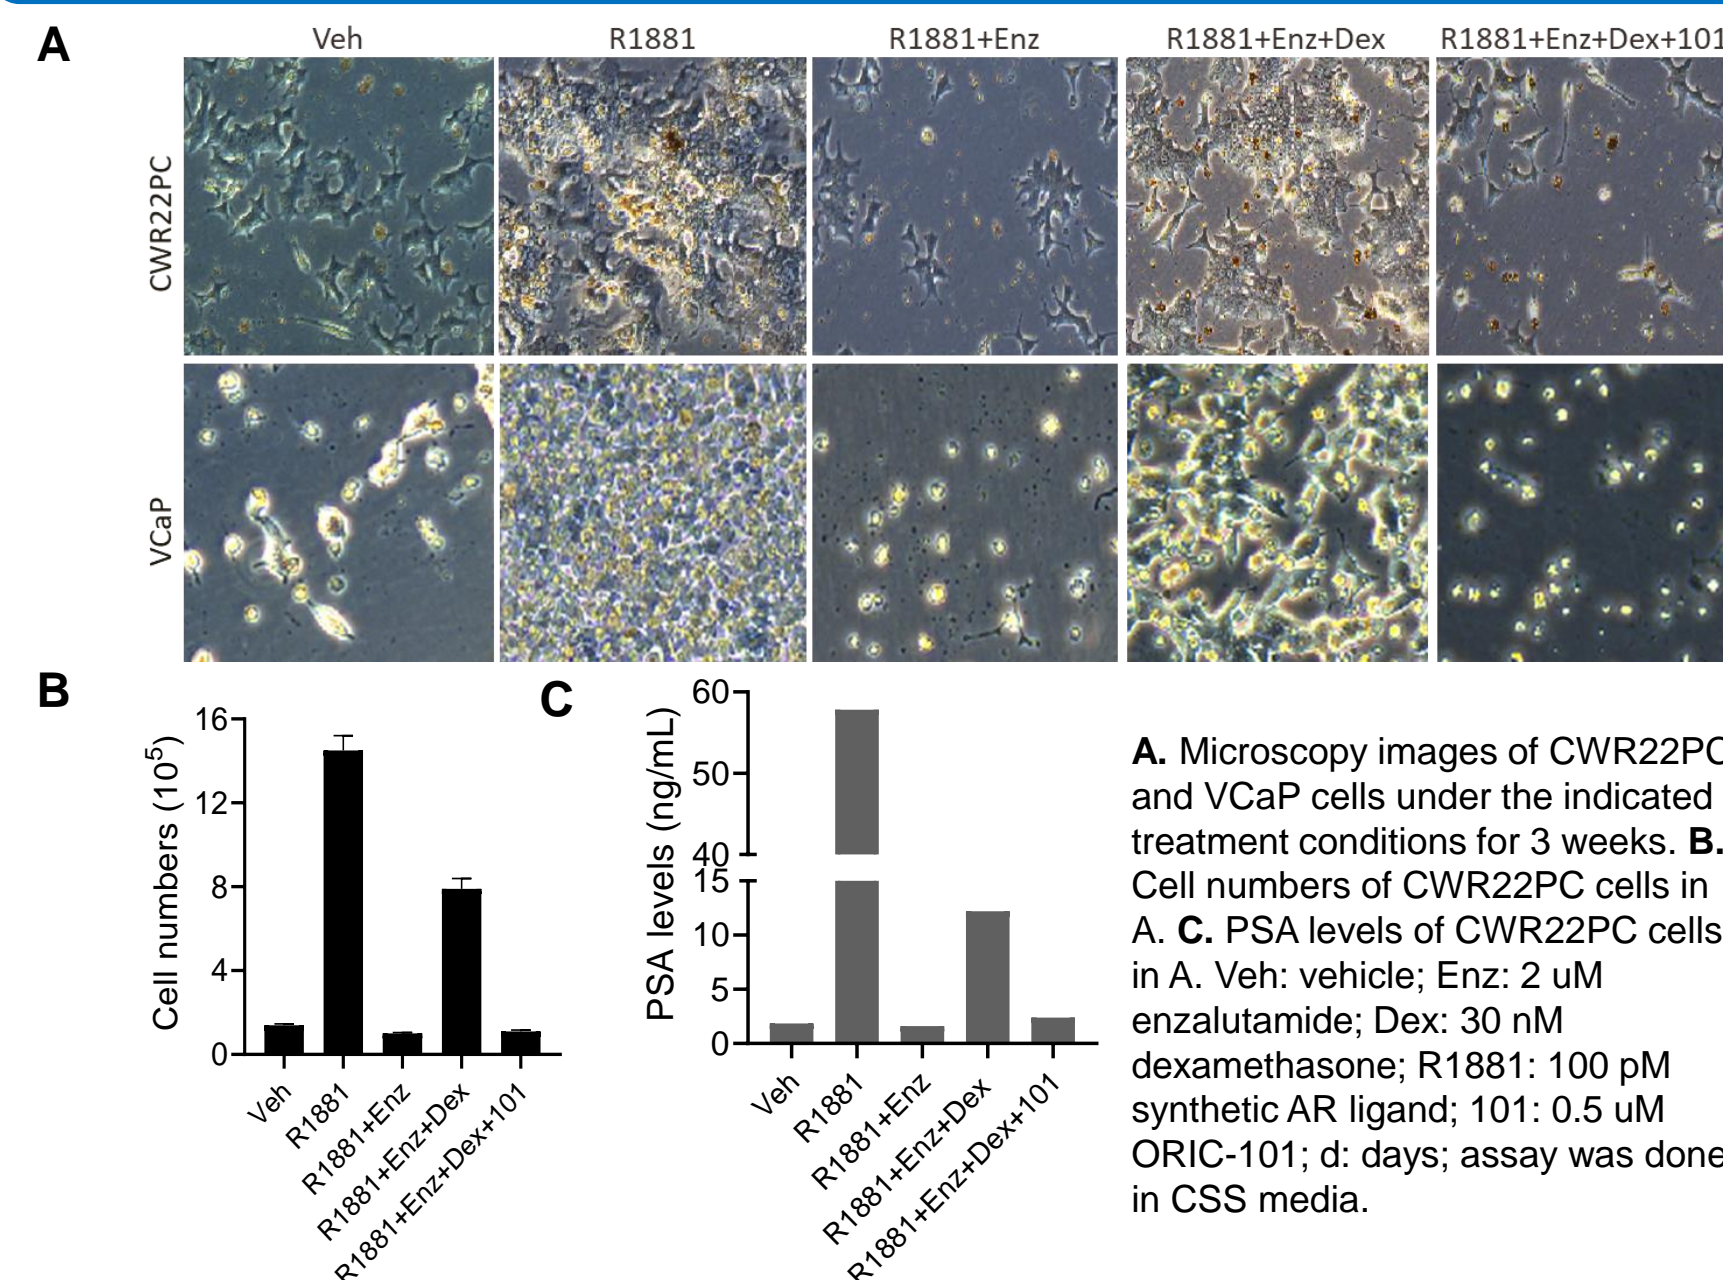 A
Veh
R1881
R1881+Enz
R1881+Enz+Dex
R1881+Enz+Dex+101
CWR22PC
VCaP
B
Cell numbers (10⁵)
16
12
8
4
0
Veh
R1881
R1881+Enz
R1881+Enz+Dex
R1881+Enz+Dex+101
C
PSA levels (ng/mL)
60
50
40
15
10
5
0
Veh
R1881
R1881+Enz
R1881+Enz+Dex
R1881+Enz+Dex+101
A. Microscopy images of CWR22PC
and VCaP cells under the indicated
treatment conditions for 3 weeks. B.
Cell numbers of CWR22PC cells in
A. C. PSA levels of CWR22PC cells
in A. Veh: vehicle; Enz: 2 uM
enzalutamide; Dex: 30 nM
dexamethasone; R1881: 100 pM
synthetic AR ligand; 101: 0.5 uM
ORIC-101; d: days; assay was done
in CSS media.